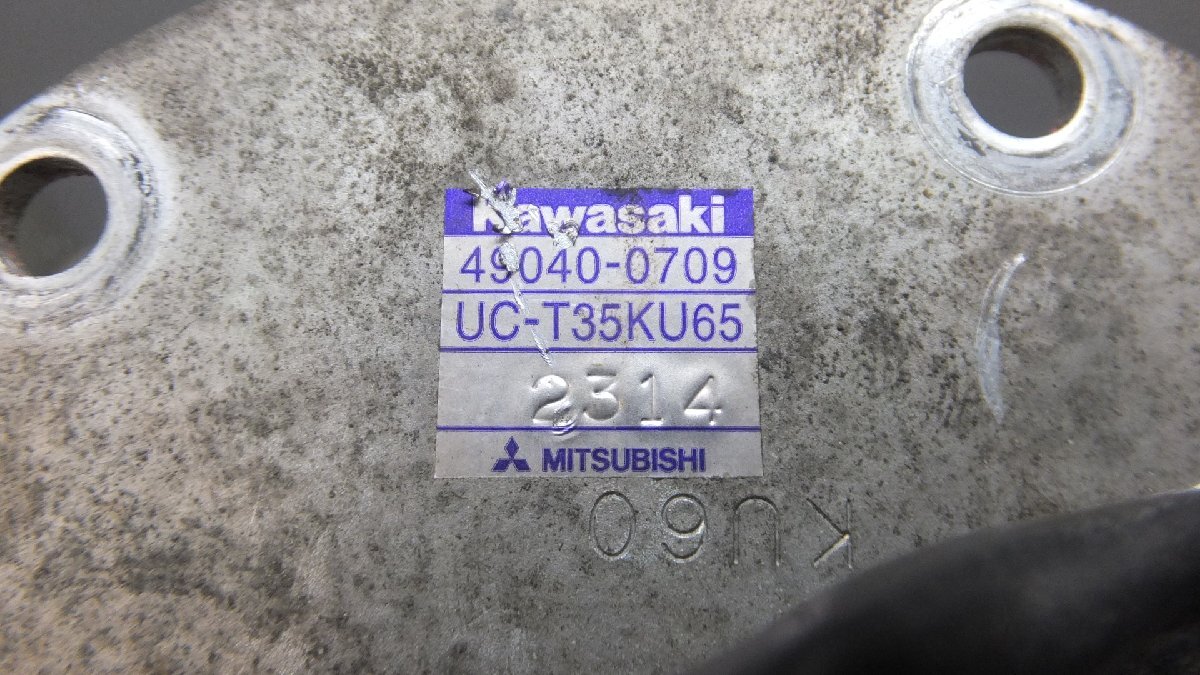 Kawasaki
49040-0709
UC-T35KU65
2314
MITSUBISHI
KU60